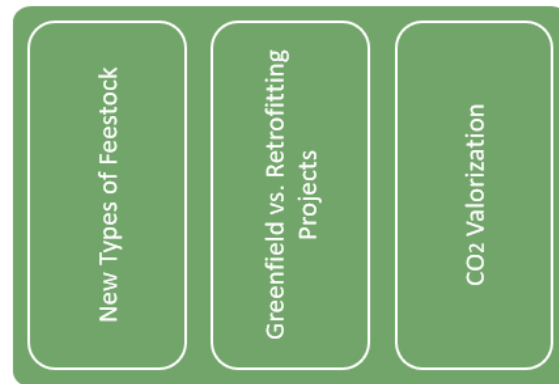 New Types of Feestock
Greenfield vs. Retrofitting
Projects
CO2 Valorization